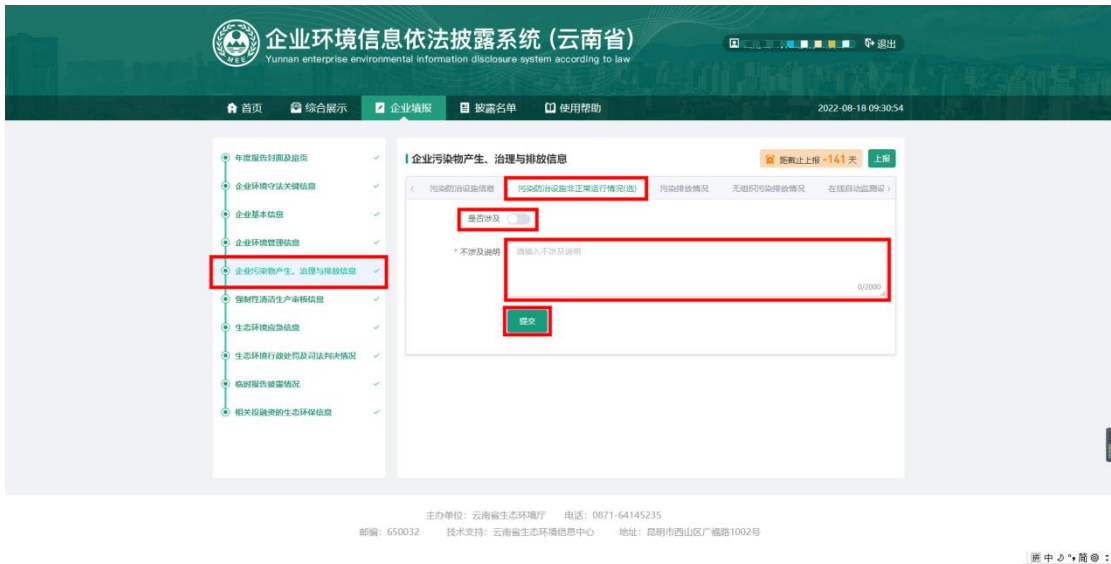 企业环境信息依法披露系统 (云南省)
Yunnan enterprise environmental information disclosure system according to law
退出
首页 综合展示 企业填报 披露名单 使用帮助 2022-08-18 09:30:54
年度报告封面及扉页
企业环境守法关键信息
企业基本信息
企业环境管理信息
企业污染物产生、治理与排放信息
强制性清洁生产审核信息
生态环境应急信息
生态环境行政处罚及司法判决情况
临时报告披露情况
相关投融资的生态环保信息
企业污染物产生、治理与排放信息 距截止上报 -141 天 上报
污染防治设施信息 污染防治设施非正常运行情况(选) 污染排放情况 无组织污染排放情况 在线自动监测设
是否涉及
* 不涉及说明 请输入不涉及说明
0/2000
提交
主办单位：云南省生态环境厅 电话：0871-64145235
邮编：650032 技术支持：云南省生态环境信息中心 地址：昆明市西山区广福路1002号
中 简